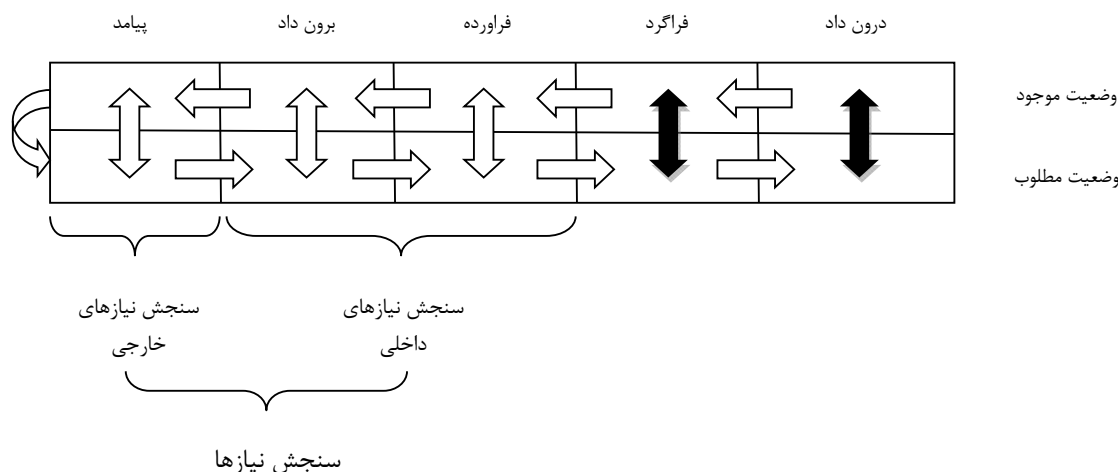 درون داد
فراگرد
فراورده
برون داد
پیامد
وضعیت موجود
وضعیت مطلوب
سنجش نیازهای
داخلی
سنجش نیازهای
خارجی
سنجش نیازها